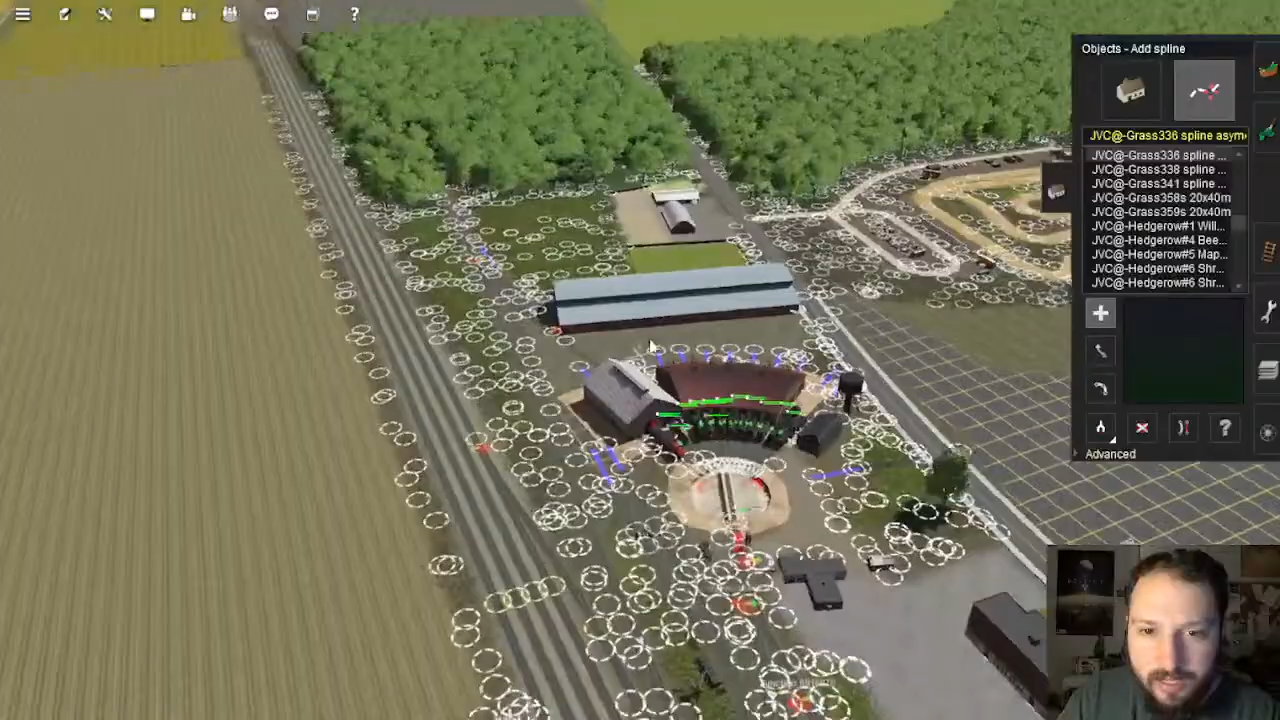 ?
Objects - Add spline
JVC@-Grass336 spline asym
JVC@-Grass336 spline ...
JVC@-Grass338 spline ...
JVC@-Grass341 spline ...
JVC@-Grass358s 20x40m
JVC@-Grass359s 20x40m
JVC@-Hedgerow#1 Will...
JVC@-Hedgerow#4 Bee...
JVC@-Hedgerow#5 Map...
JVC@-Hedgerow#6 Shr...
JVC@-Hedgerow#6 Shr...
?
Advanced